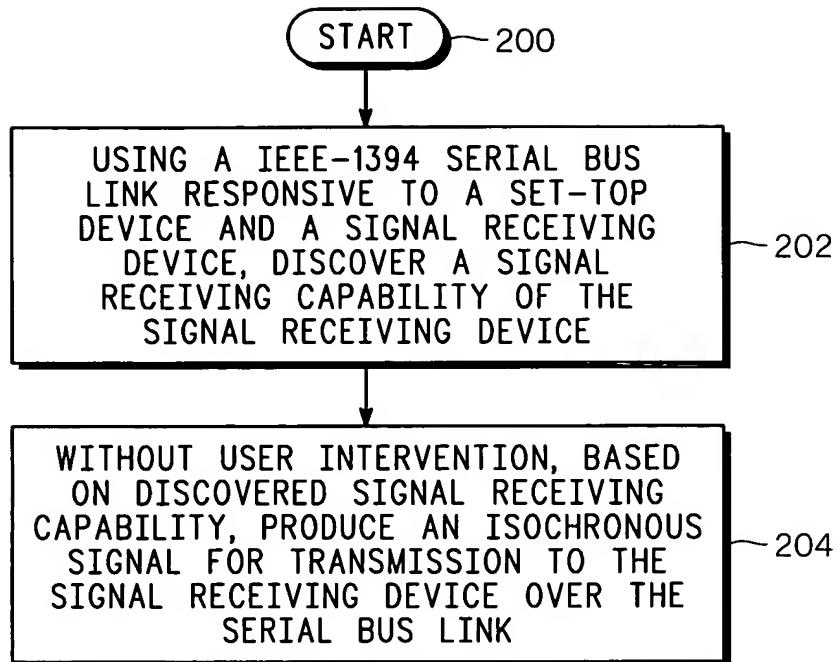 START
200
USING A IEEE-1394 SERIAL BUS
LINK RESPONSIVE TO A SET-TOP
DEVICE AND A SIGNAL RECEIVING
DEVICE, DISCOVER A SIGNAL
RECEIVING CAPABILITY OF THE
SIGNAL RECEIVING DEVICE
202
WITHOUT USER INTERVENTION, BASED
ON DISCOVERED SIGNAL RECEIVING
CAPABILITY, PRODUCE AN ISOCHRONOUS
SIGNAL FOR TRANSMISSION TO THE
SIGNAL RECEIVING DEVICE OVER THE
SERIAL BUS LINK
204